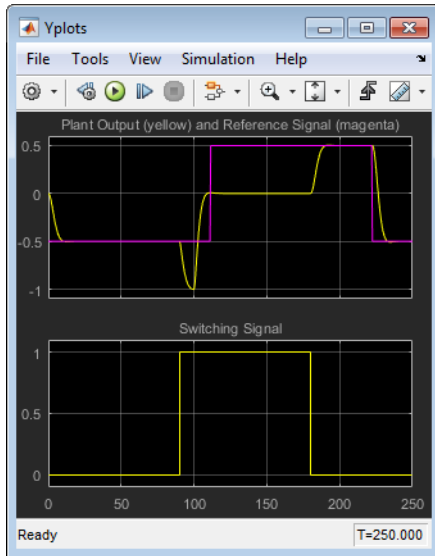 Yplots
File Tools View Simulation Help
Plant Output (yellow) and Reference Signal (magenta)
0.5
0
-0.5
-1
Switching Signal
1
0.5
0
0 50 100 150 200 250
Ready T=250.000